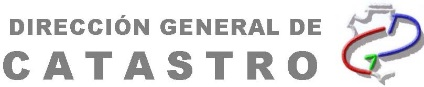 DIRECCIÓN GENERAL DE
CATASTRO